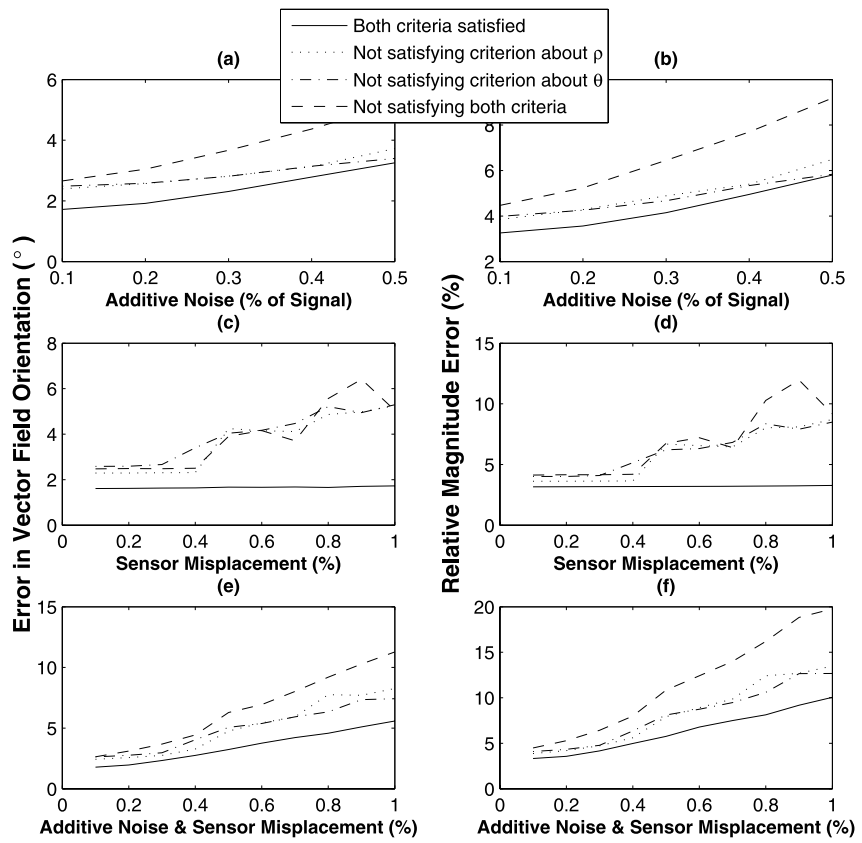 Both criteria satisfied
Not satisfying criterion about ρ
Not satisfying criterion about θ
Not satisfying both criteria
(a)
(b)
6
4
2
0
0.1 0.2 0.3 0.4 0.5
Additive Noise (% of Signal)
8
6
4
2
0.1 0.2 0.3 0.4 0.5
Additive Noise (% of Signal)
Error in Vector Field Orientation (°)
Relative Magnitude Error (%)
(c)
(d)
8
6
4
2
0
0 0.2 0.4 0.6 0.8 1
Sensor Misplacement (%)
15
10
5
0
0 0.2 0.4 0.6 0.8 1
Sensor Misplacement (%)
(e)
(f)
15
10
5
0
0 0.2 0.4 0.6 0.8 1
Additive Noise & Sensor Misplacement (%)
20
15
10
5
0
0 0.2 0.4 0.6 0.8 1
Additive Noise & Sensor Misplacement (%)